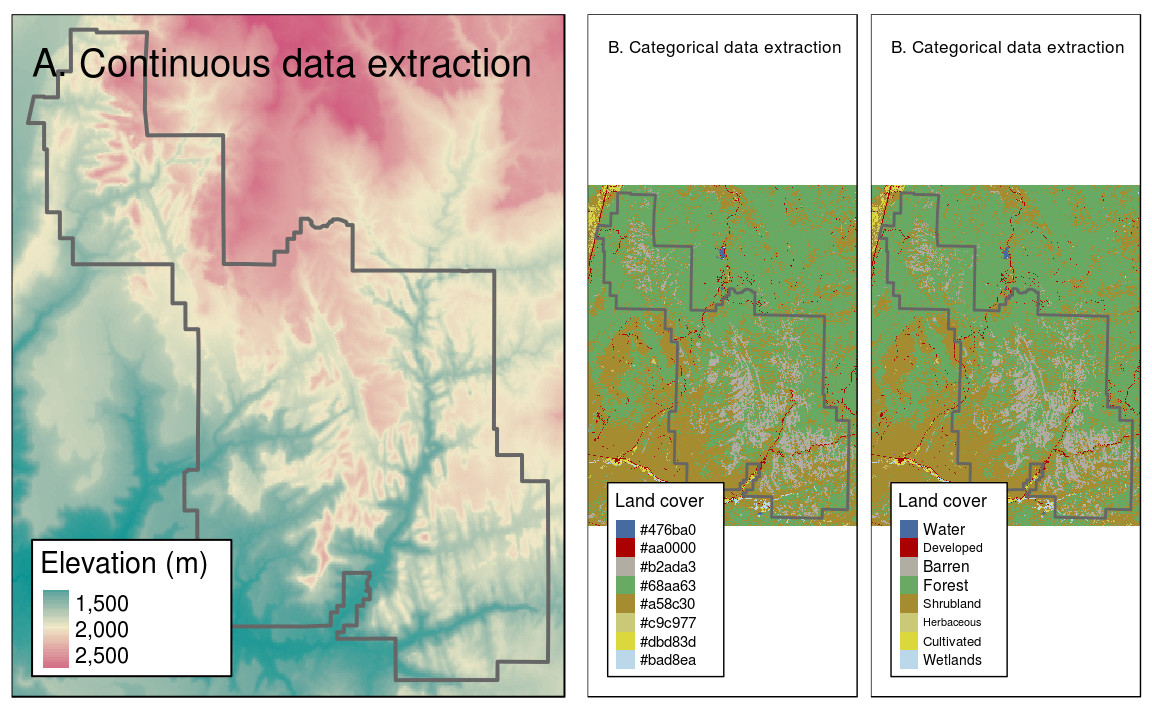 A. Continuous data extraction
Elevation (m)
1,500
2,000
2,500
B. Categorical data extraction
Land cover
#476ba0
#aa0000
#b2ada3
#68aa63
#a58c30
#c9c977
#dbd83d
#bad8ea
B. Categorical data extraction
Land cover
Water
Developed
Barren
Forest
Shrubland
Herbaceous
Cultivated
Wetlands